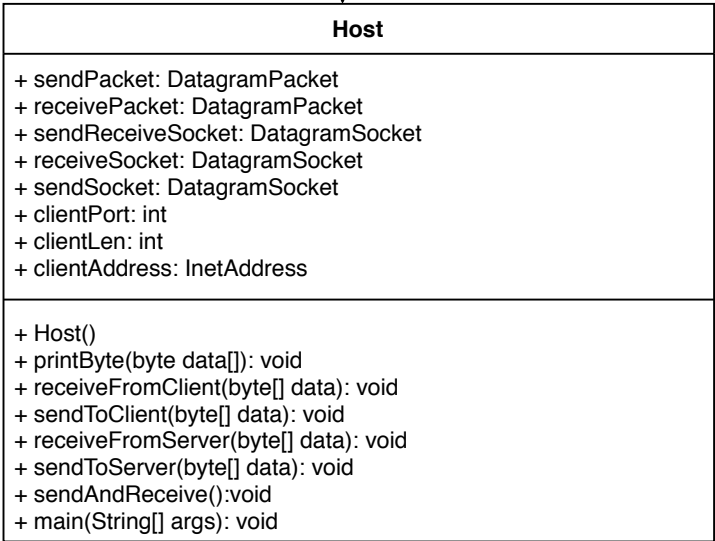 Host
+ sendPacket: DatagramPacket
+ receivePacket: DatagramPacket
+ sendReceiveSocket: DatagramSocket
+ receiveSocket: DatagramSocket
+ sendSocket: DatagramSocket
+ clientPort: int
+ clientLen: int
+ clientAddress: InetAddress
+ Host()
+ printByte(byte data[]): void
+ receiveFromClient(byte[] data): void
+ sendToClient(byte[] data): void
+ receiveFromServer(byte[] data): void
+ sendToServer(byte[] data): void
+ sendAndReceive():void
+ main(String[] args): void